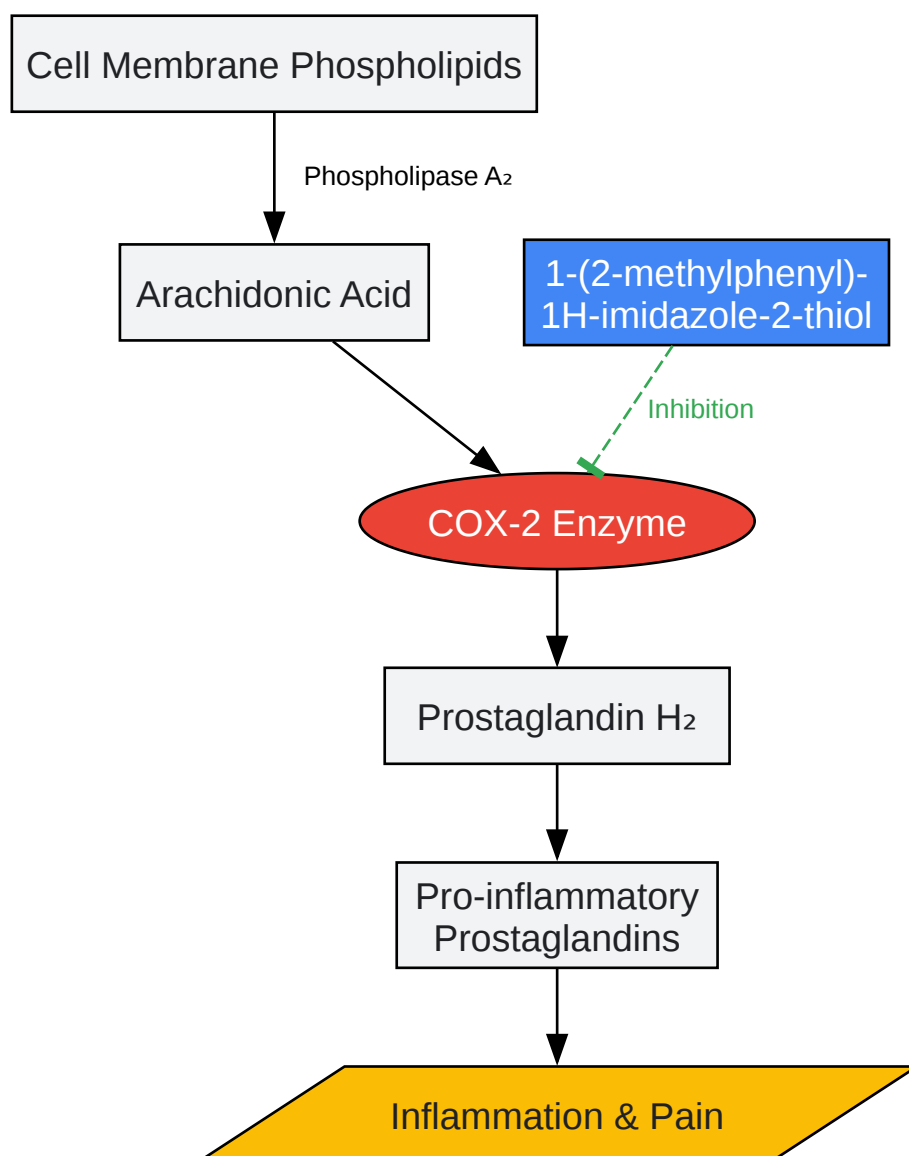 Cell Membrane Phospholipids
Phospholipase A₂
Arachidonic Acid
1-(2-methylphenyl)-
1H-imidazole-2-thiol
Inhibition
COX-2 Enzyme
Prostaglandin H₂
Pro-inflammatory
Prostaglandins
Inflammation & Pain